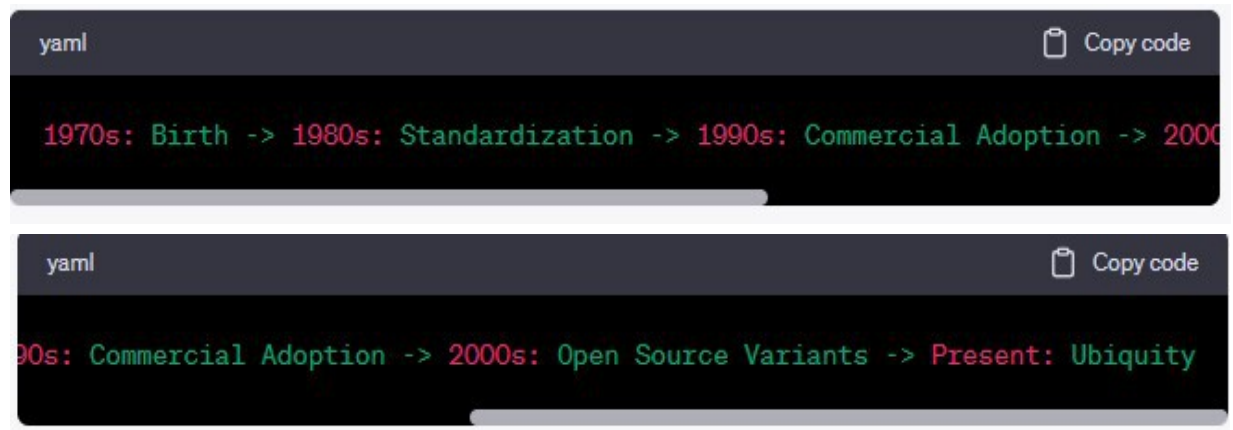 yaml Copy code
1970s: Birth -> 1980s: Standardization -> 1990s: Commercial Adoption -> 2000
yaml Copy code
90s: Commercial Adoption -> 2000s: Open Source Variants -> Present: Ubiquity